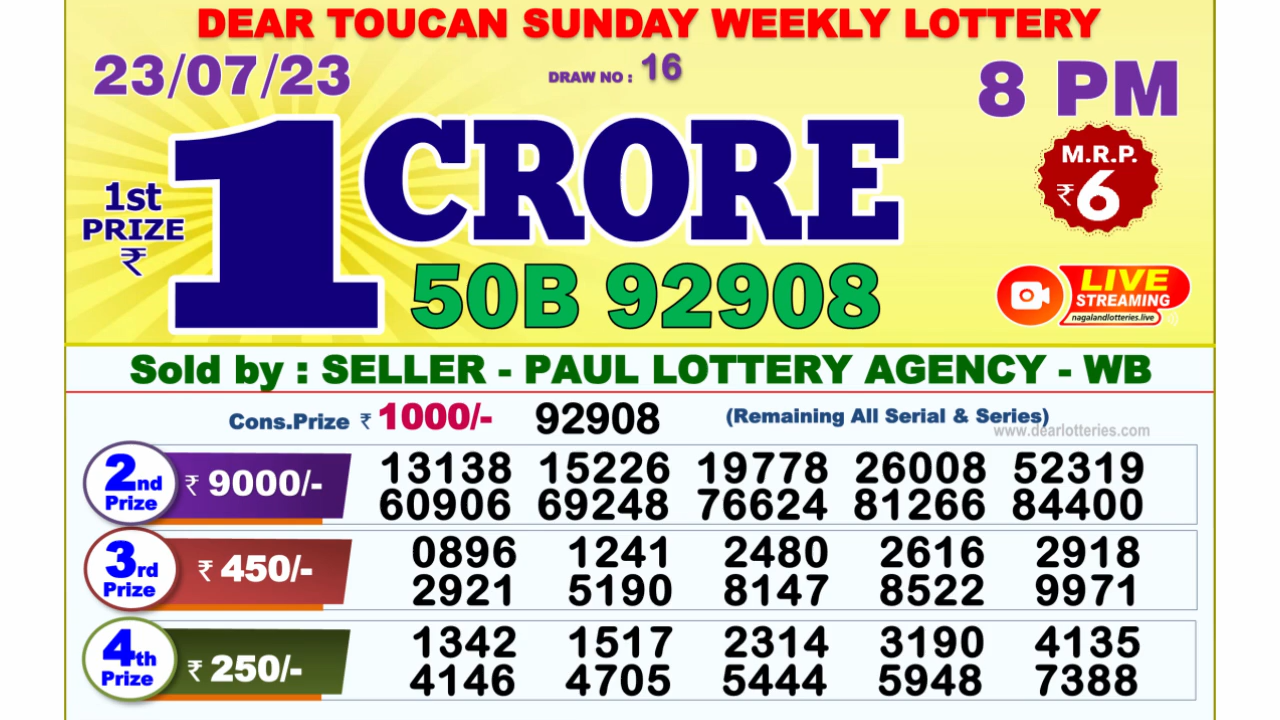 DEAR TOUCAN SUNDAY WEEKLY LOTTERY
23/07/23
DRAW NO : 16
8 PM
1st
PRIZE
₹
1 CRORE
M.R.P.
₹ 6
50B 92908
LIVE
STREAMING
nagalandlotteries.live
Sold by : SELLER - PAUL LOTTERY AGENCY - WB
Cons.Prize ₹ 1000/- 92908 (Remaining All Serial & Series)
www.dearlotteries.com
2nd
Prize
₹ 9000/-
13138 15226 19778 26008 52319
60906 69248 76624 81266 84400
3rd
Prize
₹ 450/-
0896 1241 2480 2616 2918
2921 5190 8147 8522 9971
4th
Prize
₹ 250/-
1342 1517 2314 3190 4135
4146 4705 5444 5948 7388